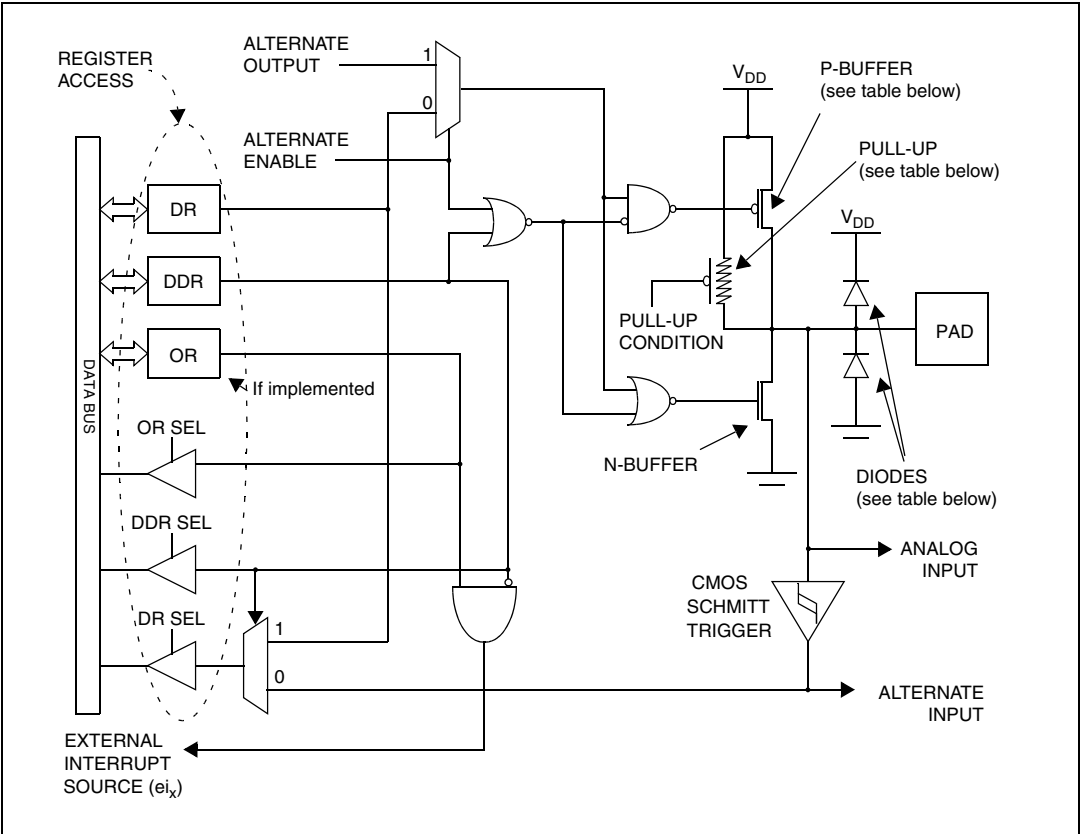 REGISTER
ACCESS
ALTERNATE
OUTPUT
1
0
ALTERNATE
ENABLE
VDD
P-BUFFER
(see table below)
PULL-UP
(see table below)
DR
DDR
OR
If implemented
DATA BUS
PULL-UP
CONDITION
VDD
PAD
OR SEL
DDR SEL
DR SEL
1
0
N-BUFFER
DIODES
(see table below)
ANALOG
INPUT
CMOS
SCHMITT
TRIGGER
ALTERNATE
INPUT
EXTERNAL
INTERRUPT
SOURCE (eix)